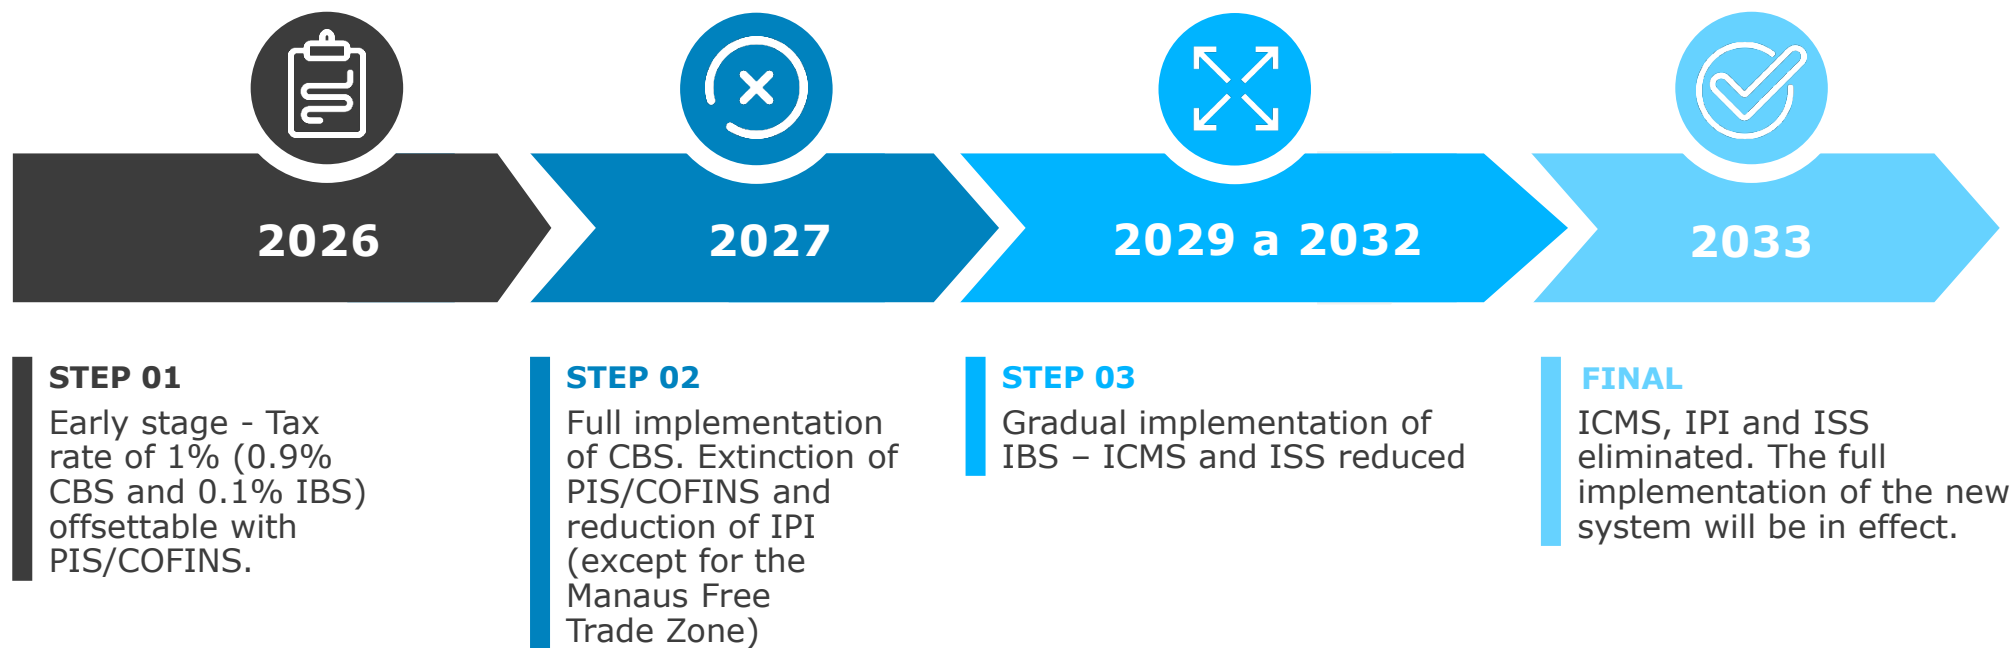 2026
2027
2029 a 2032
2033
STEP 01
Early stage - Tax
rate of 1% (0.9%
CBS and 0.1% IBS)
offsettable with
PIS/COFINS.
STEP 02
Full implementation
of CBS. Extinction of
PIS/COFINS and
reduction of IPI
(except for the
Manaus Free
Trade Zone)
STEP 03
Gradual implementation of
IBS – ICMS and ISS reduced
FINAL
ICMS, IPI and ISS
eliminated. The full
implementation of the new
system will be in effect.